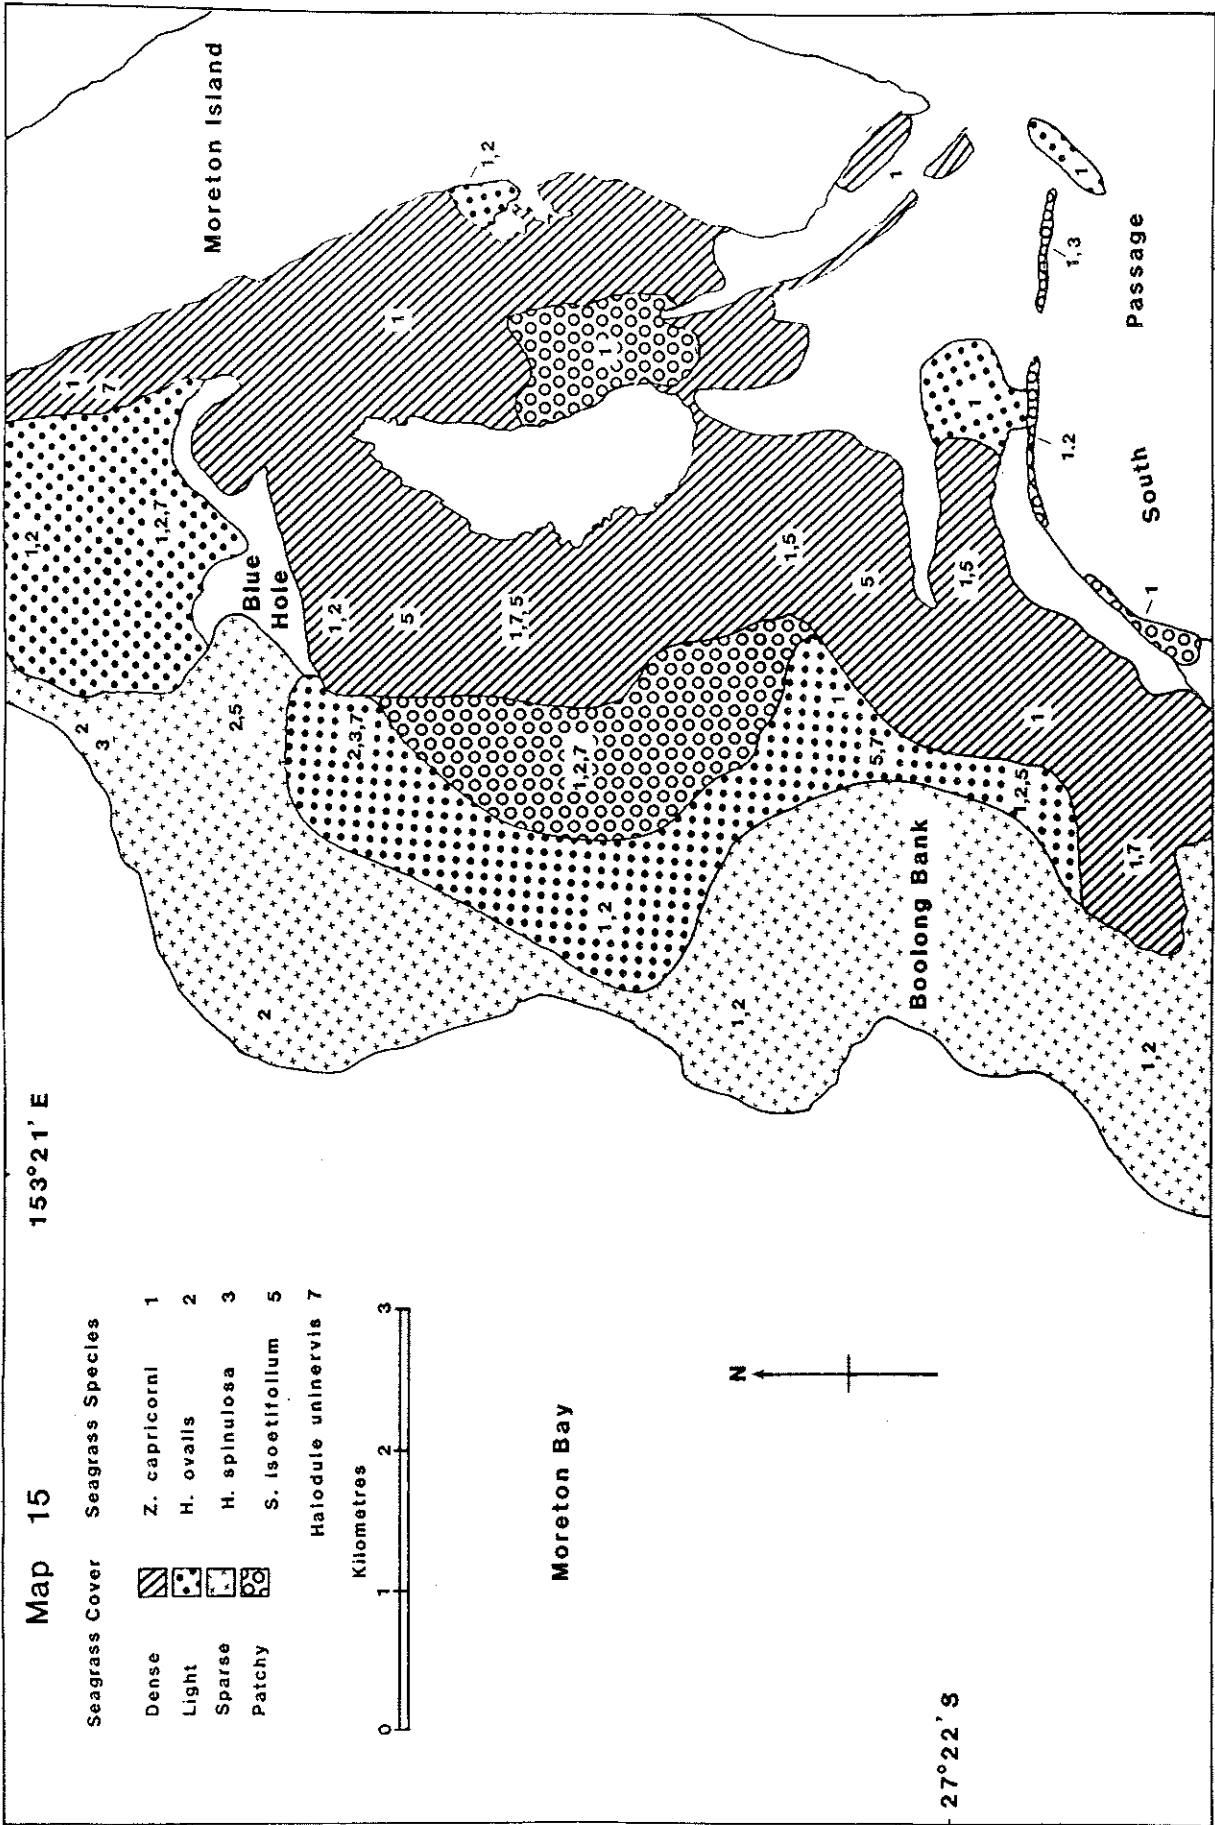 Map 15
153°21' E
Seagrass Cover
Seagrass Species
Dense
Light
Sparse
Patchy
Z. capricorni 1
H. ovalis 2
H. spinulosa 3
S. isoetifolium 5
Halodule uninervis 7
Kilometres
0 1 2 3
Moreton Bay
N
27°22'S
Moreton Island
Blue
Hole
Boolong Bank
South
Passage
1
7
1,2
1,2,7
2
3
2,5
2
1,2
5
1,7,5
2,3,7
1,2,7
1,2
1
1
1,2
1,5
5
1,5
1
5,7
1,2,5
1
1,7
1,2
1,2
1
1
1,3
1
1.2
1